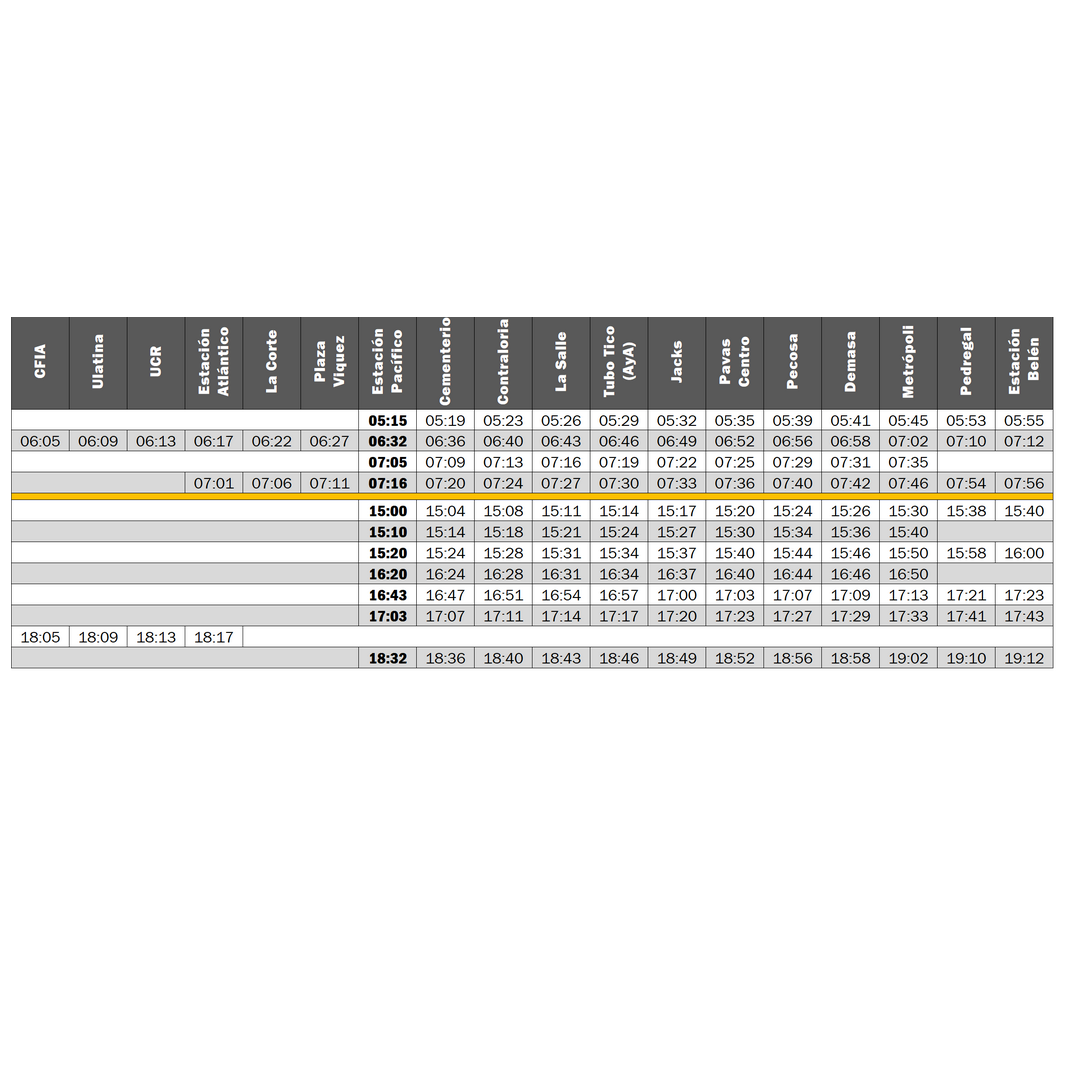 CFIA Ulatina UCR Estación Atlántico La Corte Plaza Viquez Estación Pacífico Cementerio Contraloria La Salle Tubo Tico (AyA) Jacks Pavas Centro Pecosa Demasa Metrópoli Pedregal Estación Belén
05:15 05:19 05:23 05:26 05:29 05:32 05:35 05:39 05:41 05:45 05:53 05:55
06:05 06:09 06:13 06:17 06:22 06:27 06:32 06:36 06:40 06:43 06:46 06:49 06:52 06:56 06:58 07:02 07:10 07:12
07:05 07:09 07:13 07:16 07:19 07:22 07:25 07:29 07:31 07:35
07:01 07:06 07:11 07:16 07:20 07:24 07:27 07:30 07:33 07:36 07:40 07:42 07:46 07:54 07:56
15:00 15:04 15:08 15:11 15:14 15:17 15:20 15:24 15:26 15:30 15:38 15:40
15:10 15:14 15:18 15:21 15:24 15:27 15:30 15:34 15:36 15:40
15:20 15:24 15:28 15:31 15:34 15:37 15:40 15:44 15:46 15:50 15:58 16:00
16:20 16:24 16:28 16:31 16:34 16:37 16:40 16:44 16:46 16:50
16:43 16:47 16:51 16:54 16:57 17:00 17:03 17:07 17:09 17:13 17:21 17:23
17:03 17:07 17:11 17:14 17:17 17:20 17:23 17:27 17:29 17:33 17:41 17:43
18:05 18:09 18:13 18:17
18:32 18:36 18:40 18:43 18:46 18:49 18:52 18:56 18:58 19:02 19:10 19:12